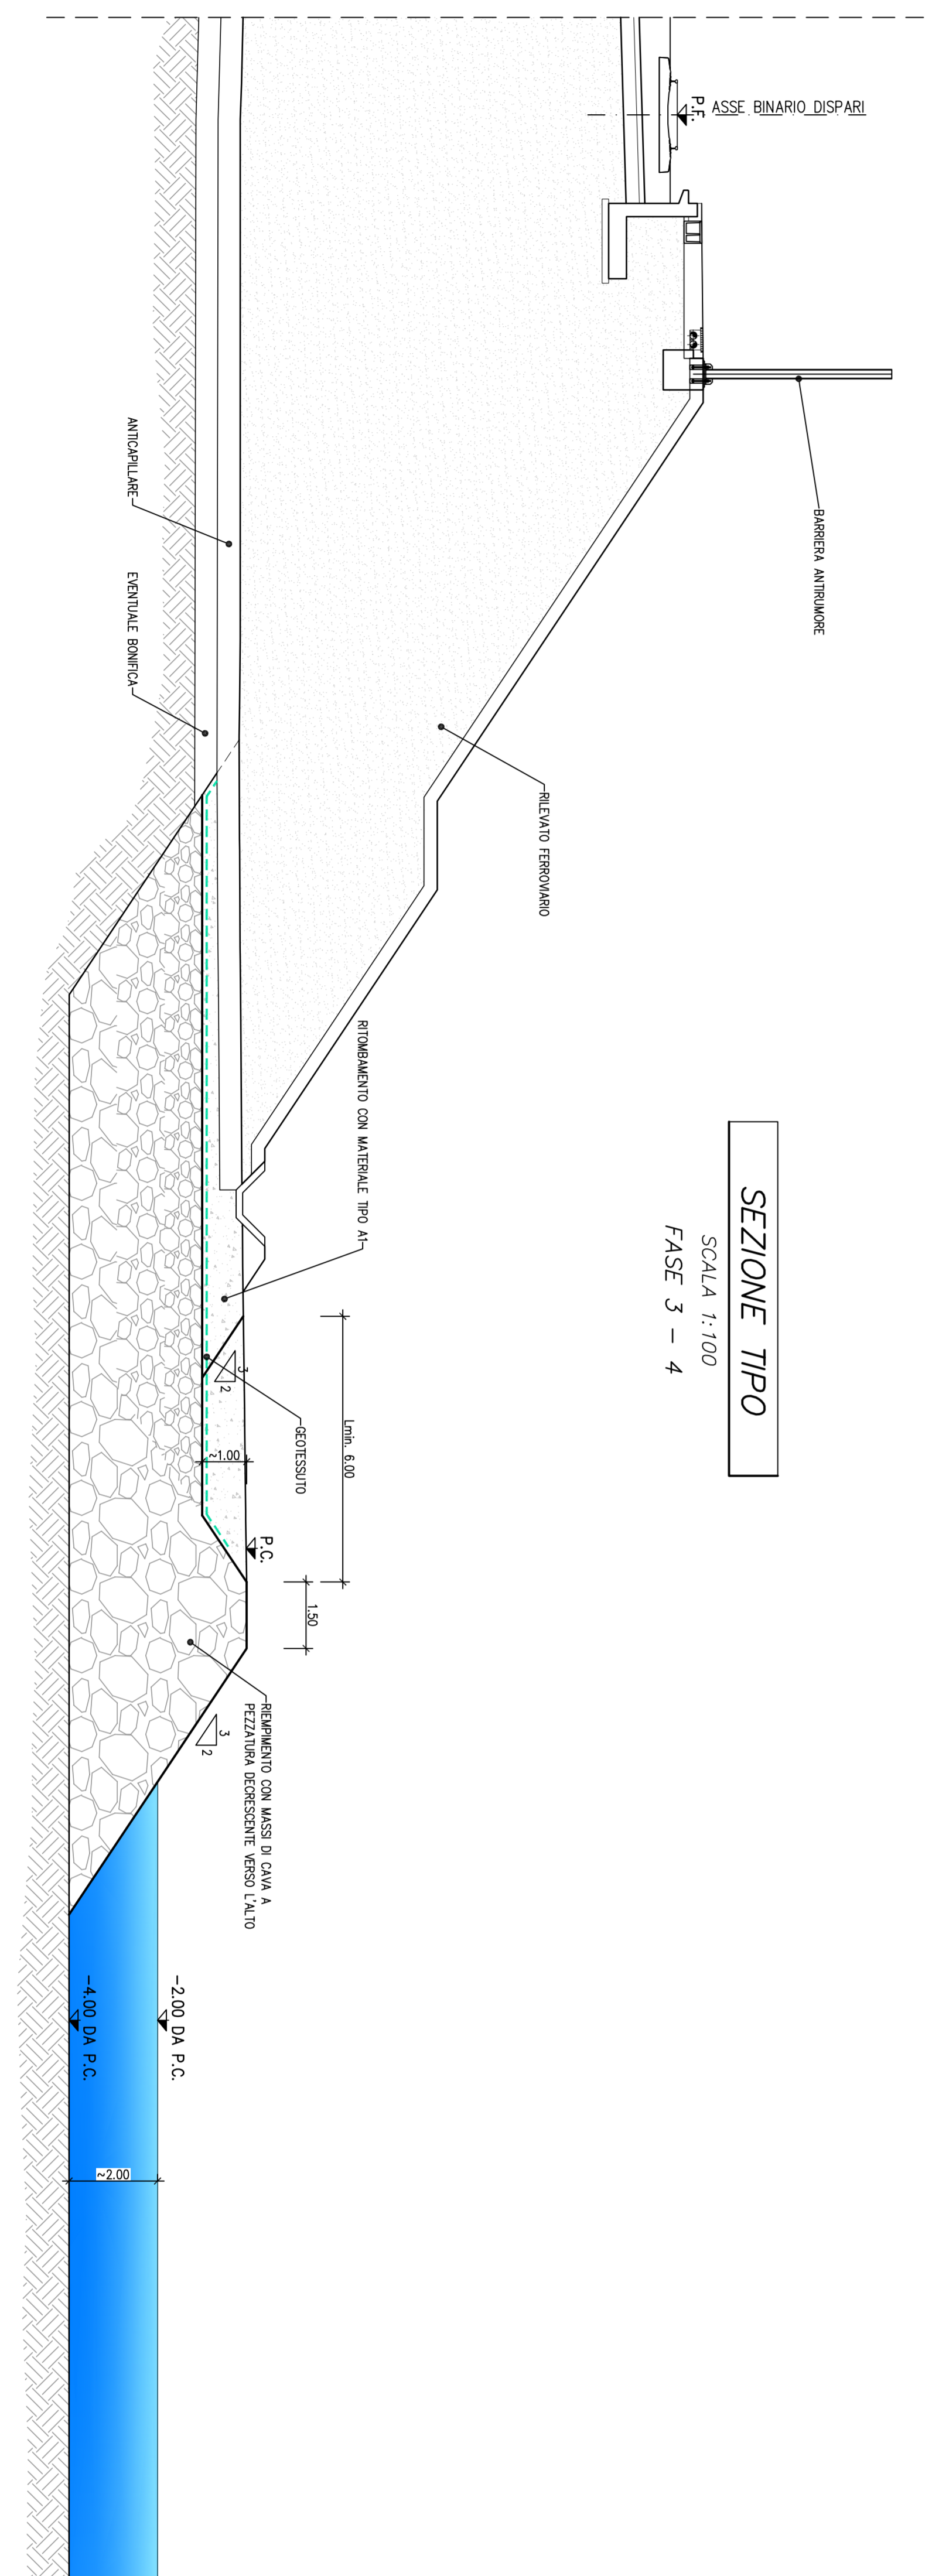 SEZIONE TIPO
SCALA 1:100
FASE 3 - 4
ASSE BINARIO DISPARI
P.F.
BARRIERA ANTIRUMORE
RILEVATO FERROVIARIO
ANTICAPILLARE
EVENTUALE BONIFICA
RITOMBAMENTO CON MATERIALE TIPO A1
Lmin. 6.00
GEOTESSUTO
3
2
~1.00
P.C.
1.50
RIEMPIMENTO CON MASSI DI CAVA A
PEZZATURA DECRESCENTE VERSO L'ALTO
3
2
-2.00 DA P.C.
-4.00 DA P.C.
~2.00